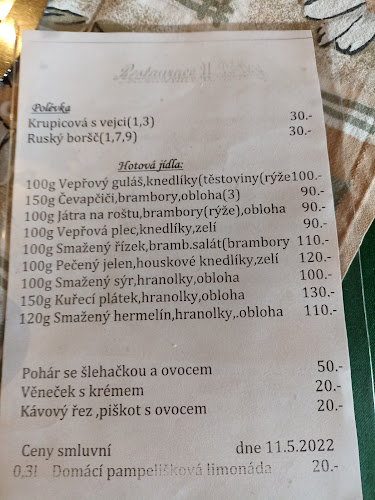 Restaurace U
Polévka
Krupicová s vejci(1,3) 30.-
Ruský boršč(1,7,9) 30.-
Hotová jídla:
100g Vepřový guláš,knedlíky(těstoviny(rýže100.-
150g Čevapčiči,brambory,obloha(3) 90.-
100g Játra na roštu,brambory(rýže),obloha 90.-
100g Vepřová plec,knedlíky,zelí 90.-
100g Smažený řízek,bramb.salát(brambory 110.-
100g Pečený jelen,houskové knedlíky,zelí 120.-
100g Smažený sýr,hranolky,obloha 100.-
150g Kuřecí plátek,hranolky,obloha 130.-
120g Smažený hermelín,hranolky,.obloha 110.-
Pohár se šlehačkou a ovocem 50.-
Věneček s krémem 20.-
Kávový řez ,piškot s ovocem 20.-
Ceny smluvní dne 11.5.2022
0,3l Domácí pampelišková limonáda 20.-